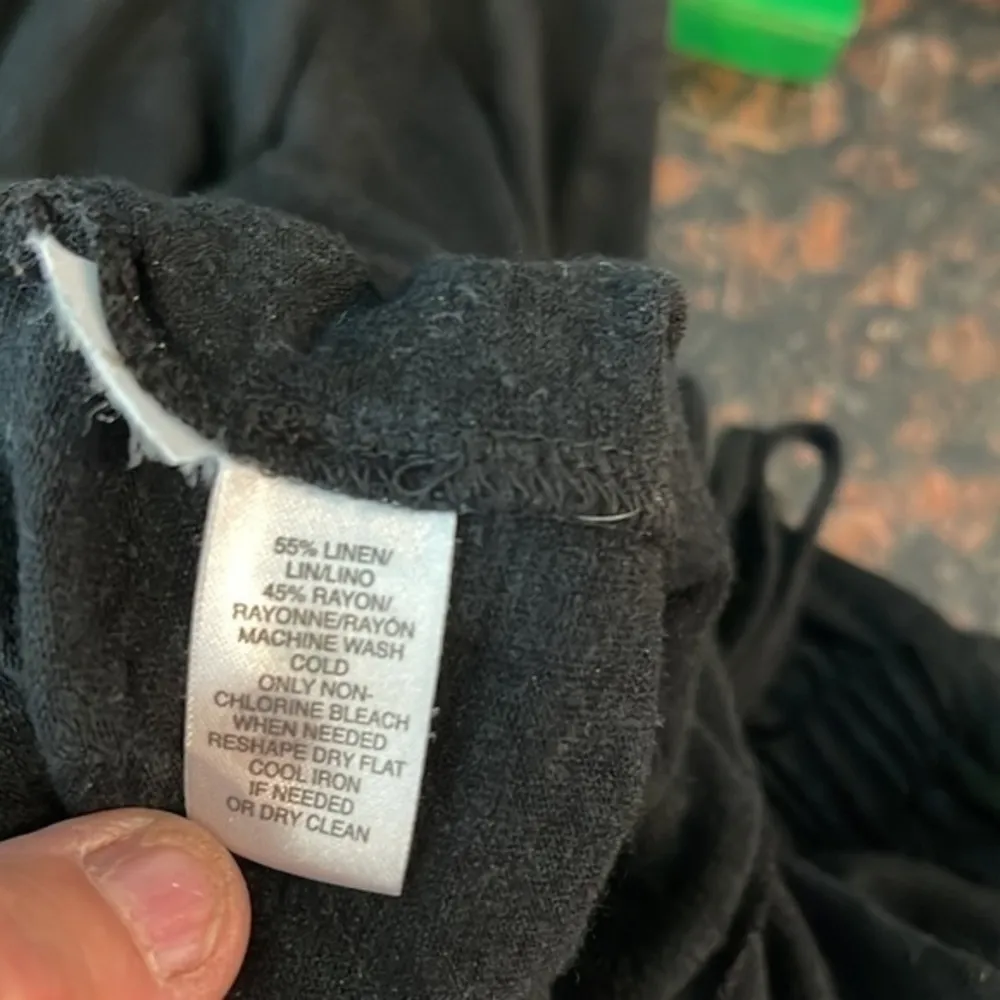 55% LINEN/
LIN/LINO
45% RAYON/
RAYONNE/RAYÓN
MACHINE WASH
COLD
ONLY NON-
CHLORINE BLEACH
WHEN NEEDED
RESHAPE DRY FLAT
COOL IRON
IF NEEDED
OR DRY CLEAN